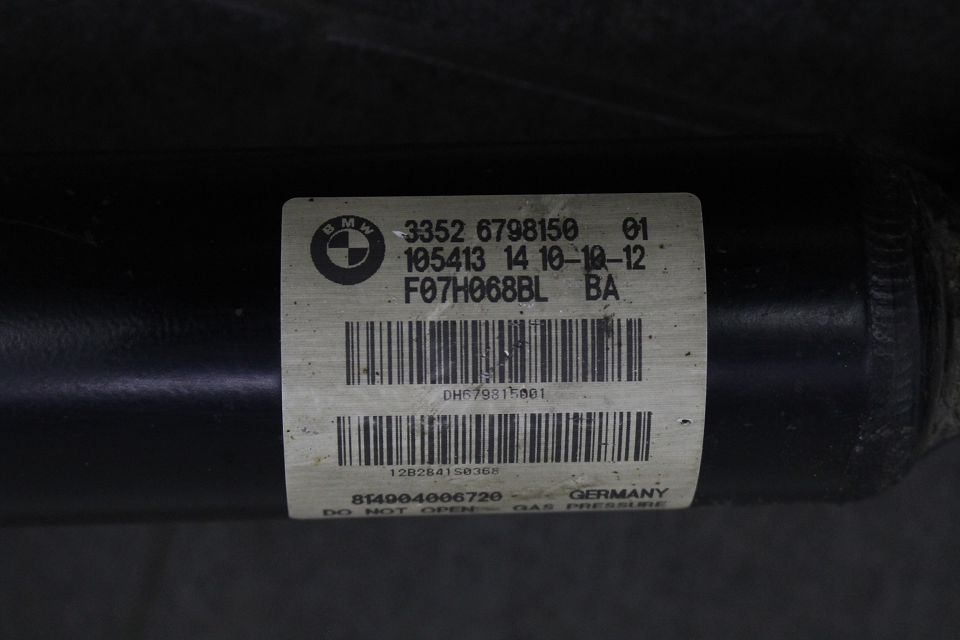 BMW
3352 6798150 01
105413 14 10-10-12
F07H068BL BA
DH679815001
12B2841S0368
814904006720 GERMANY
DO NOT OPEN - GAS PRESSURE